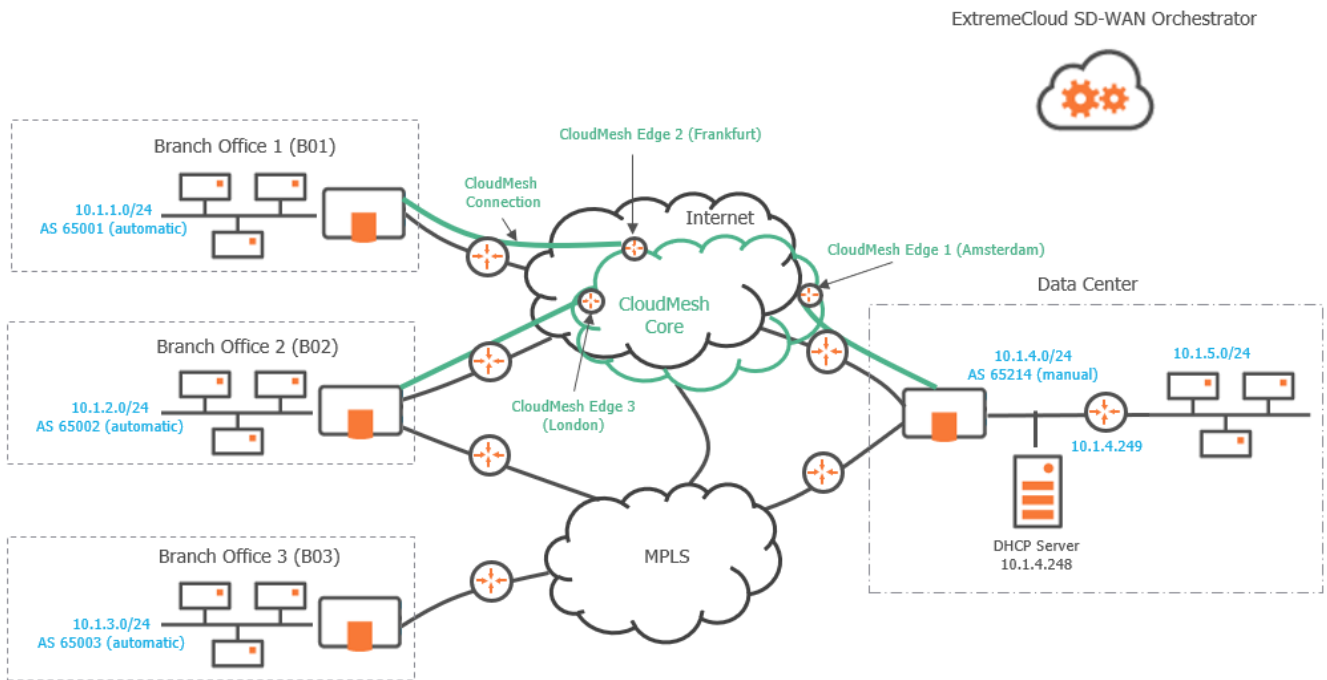 ExtremeCloud SD-WAN Orchestrator
CloudMesh Edge 2 (Frankfurt)
Branch Office 1 (B01)
10.1.1.0/24
AS 65001 (automatic)
CloudMesh
Connection
Internet
CloudMesh Edge 1 (Amsterdam)
CloudMesh
Core
Data Center
Branch Office 2 (B02)
10.1.2.0/24
AS 65002 (automatic)
CloudMesh Edge 3
(London)
10.1.4.0/24
AS 65214 (manual)
10.1.5.0/24
10.1.4.249
DHCP Server
10.1.4.248
MPLS
Branch Office 3 (B03)
10.1.3.0/24
AS 65003 (automatic)